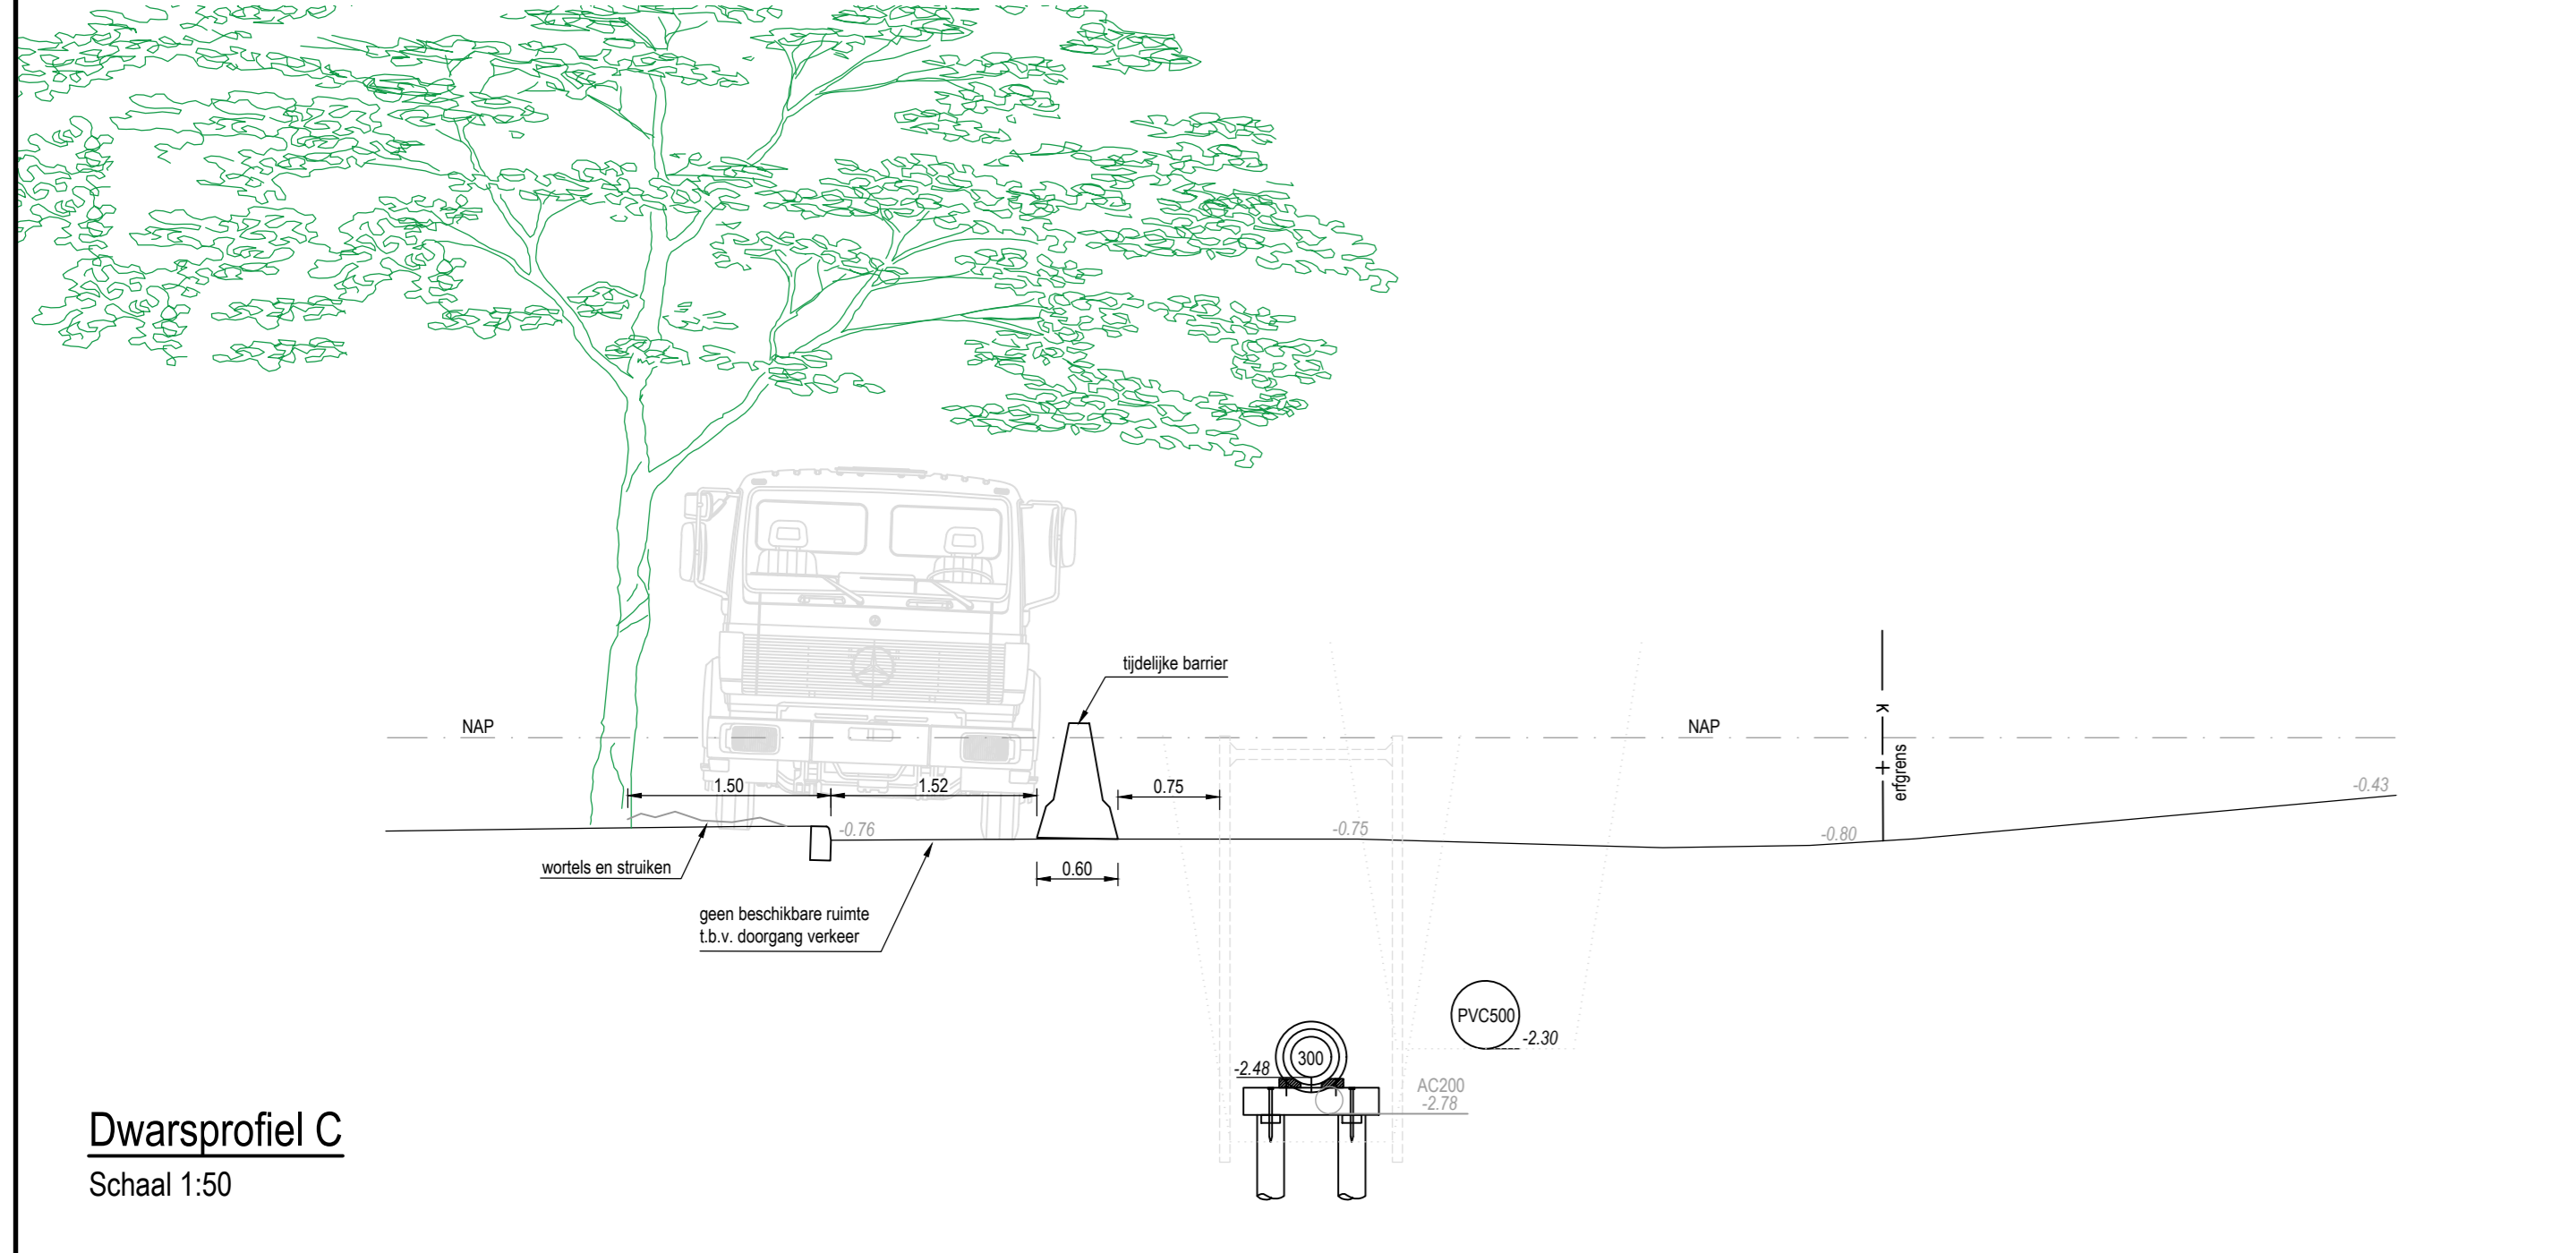 tijdelijke barrier
NAP
NAP
K
erfgrens
1.50
1.52
0.75
-0.43
-0.76
-0.75
-0.80
wortels en struiken
0.60
geen beschikbare ruimte
t.b.v. doorgang verkeer
PVC500
-2.30
300
-2.48
AC200
-2.78
Dwarsprofiel C
Schaal 1:50